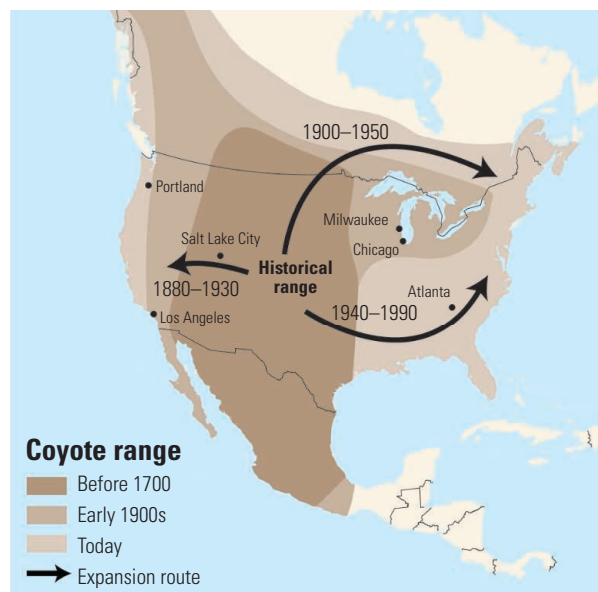 1900–1950
Portland
Milwaukee
Salt Lake City
Chicago
Historical
range
1880–1930
Atlanta
1940–1990
Los Angeles
Coyote range
Before 1700
Early 1900s
Today
Expansion route